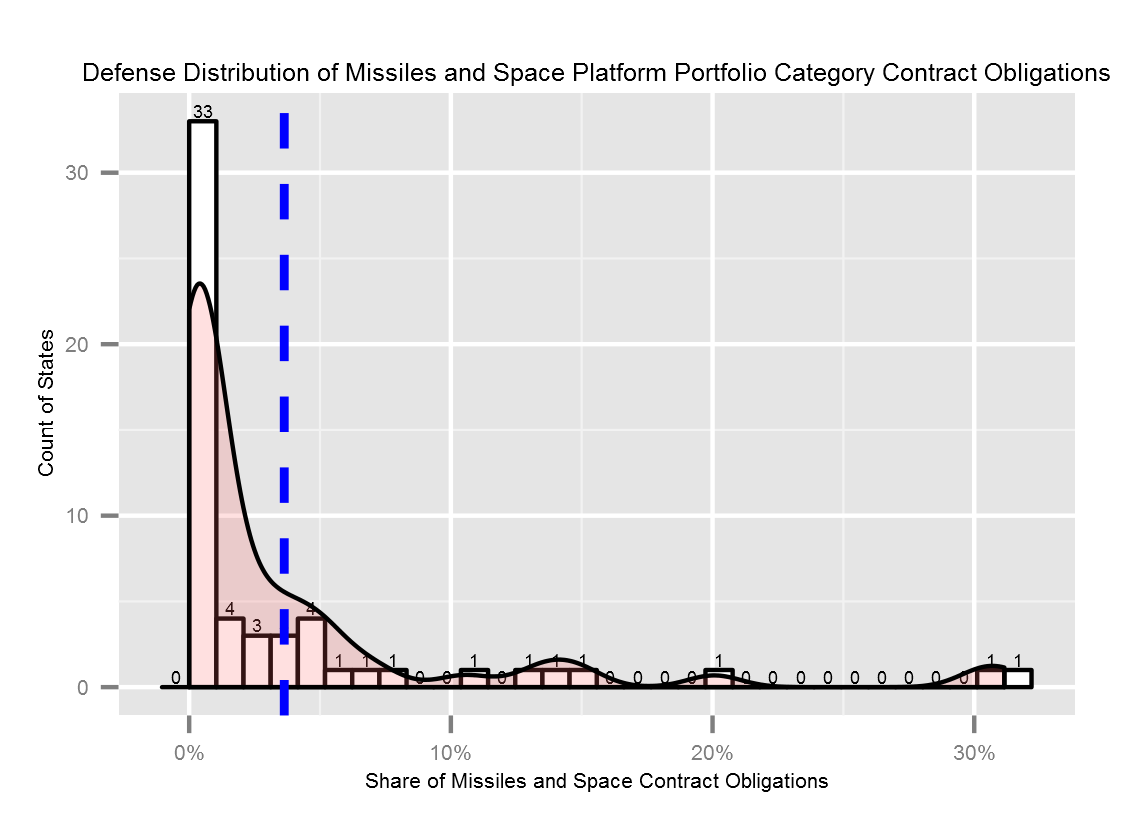 Defense Distribution of Missiles and Space Platform Portfolio Category Contract Obligations
33
30
20
10
0
Count of States
4
3
4
0 1 1 1 0 0 1 0 1 1 1 0 0 0 0 1 0 0 0 0 0 0 0 0 0 1 1
0% 10% 20% 30%
Share of Missiles and Space Contract Obligations